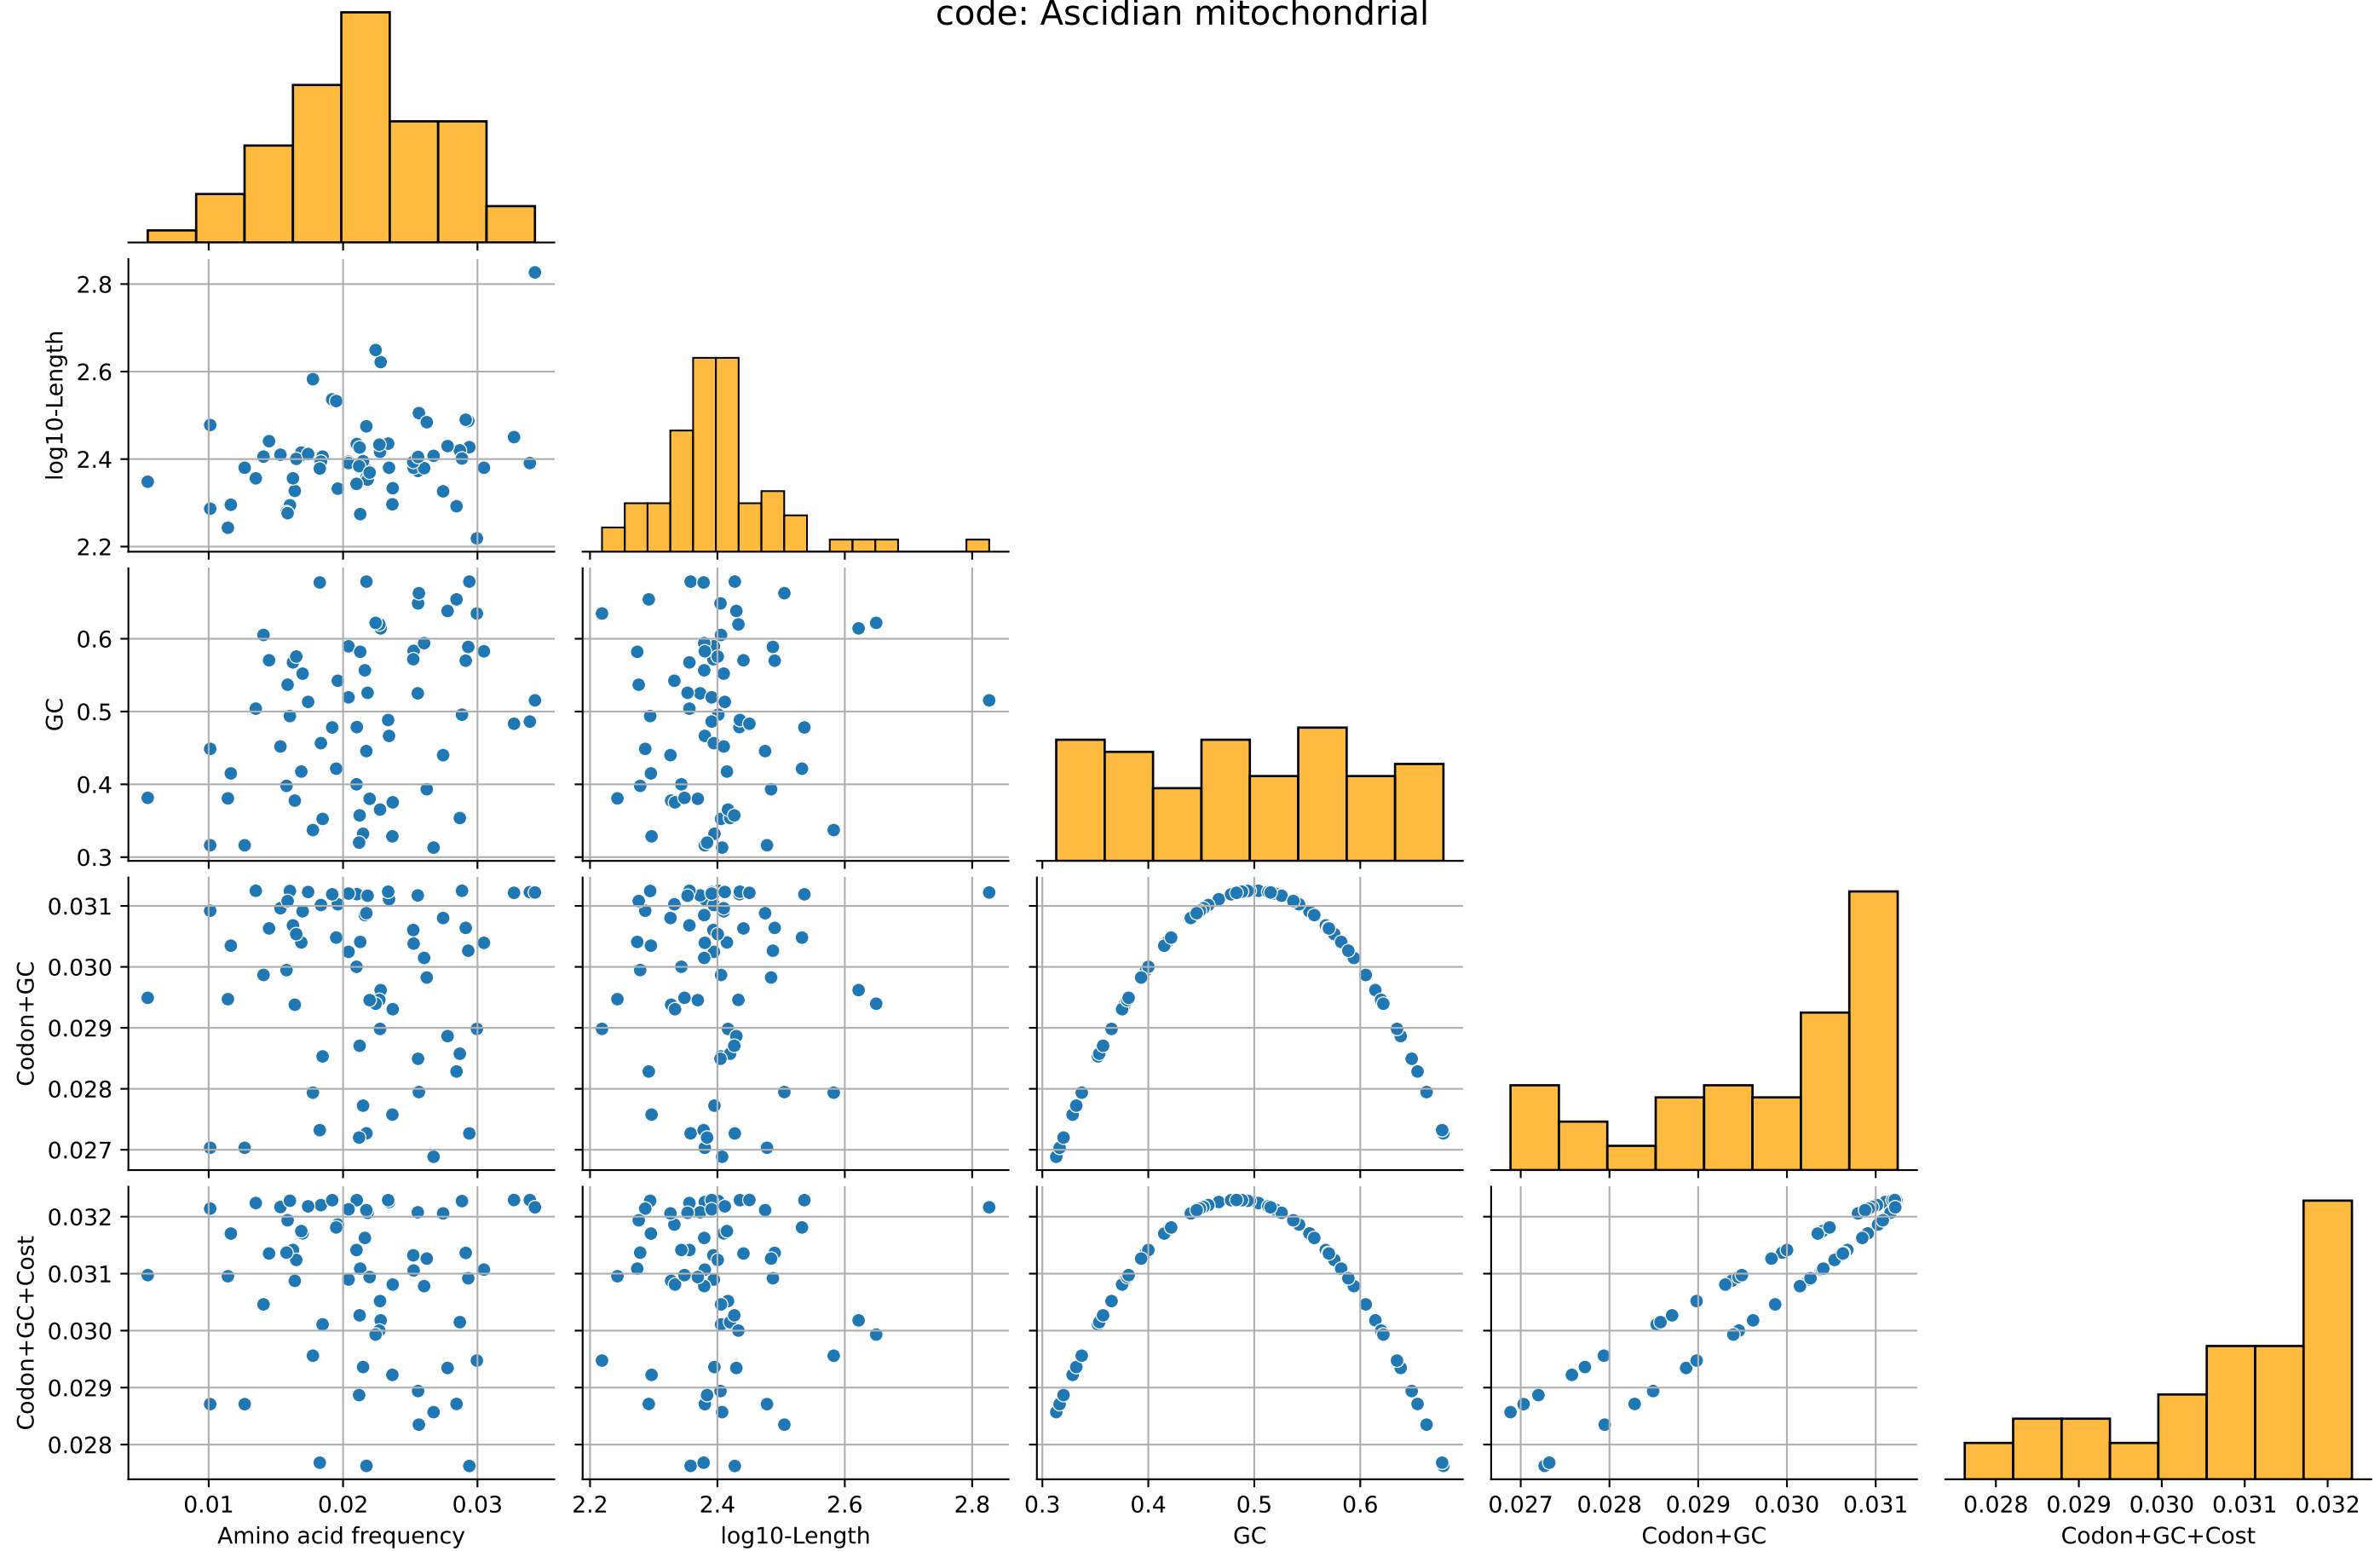 code: Ascidian mitochondrial
2.8
2.6
2.4
2.2
log10-Length
0.6
0.5
0.4
0.3
GC
0.031
0.030
0.029
0.028
0.027
Codon+GC
0.032
0.031
0.030
0.029
0.028
Codon+GC+Cost
0.01 0.02 0.03 2.2 2.4 2.6 2.8 0.3 0.4 0.5 0.6 0.027 0.028 0.029 0.030 0.031 0.028 0.029 0.030 0.031 0.032
Amino acid frequency log10-Length GC Codon+GC Codon+GC+Cost